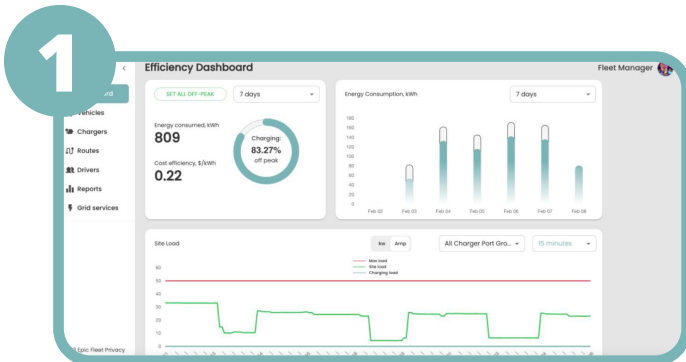 1
Efficiency Dashboard
Fleet Manager
SET ALL OFF-PEAK
7 days
Energy consumed, kWh
809
Cost efficiency, $/kWh
0.22
Charging:
83.27%
off peak
Energy Consumption, kWh
7 days
180
160
140
120
100
80
60
40
20
0
Feb 02 Feb 03 Feb 04 Feb 05 Feb 06 Feb 07 Feb 08
Vehicles
Chargers
Routes
Drivers
Reports
Grid services
Site Load
kw Amp
All Charger Port Gro...
15 minutes
Max load
Site load
Charging load
60
50
40
30
20
10
0
Epic Fleet Privacy